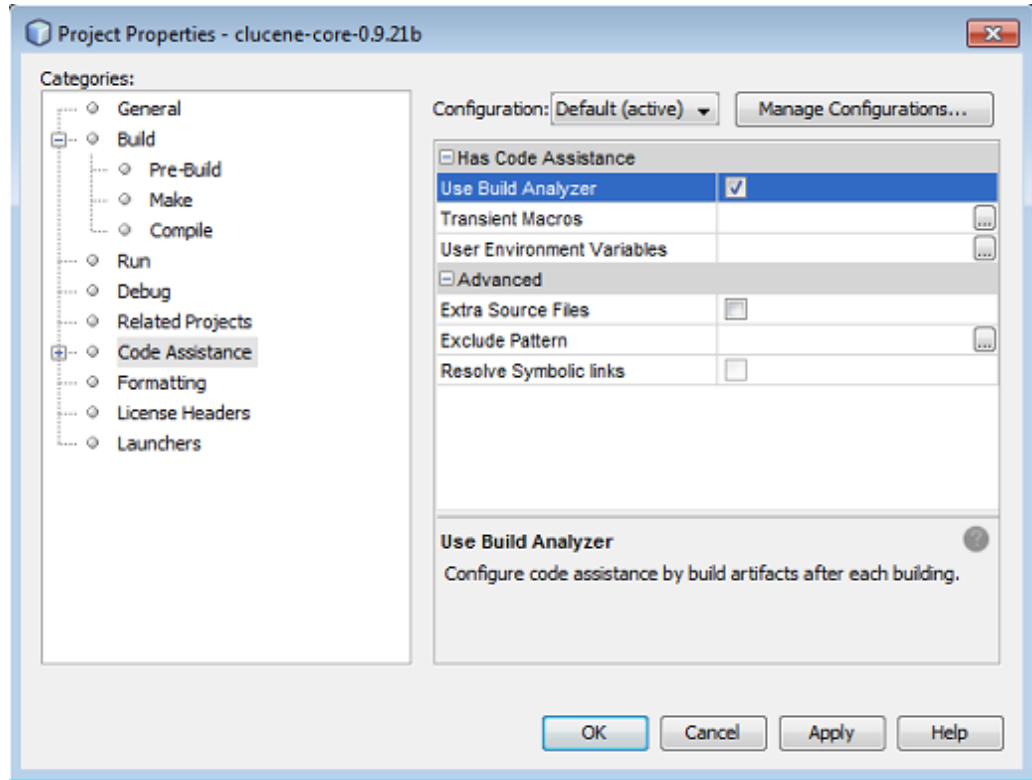 Project Properties - clucene-core-0.9.21b
Categories:
General
Build
Pre-Build
Make
Compile
Run
Debug
Related Projects
Code Assistance
Formatting
License Headers
Launchers
Configuration: Default (active) Manage Configurations...
Has Code Assistance
Use Build Analyzer
Transient Macros ...
User Environment Variables ...
Advanced
Extra Source Files
Exclude Pattern ...
Resolve Symbolic links
Use Build Analyzer ?
Configure code assistance by build artifacts after each building.
OK Cancel Apply Help